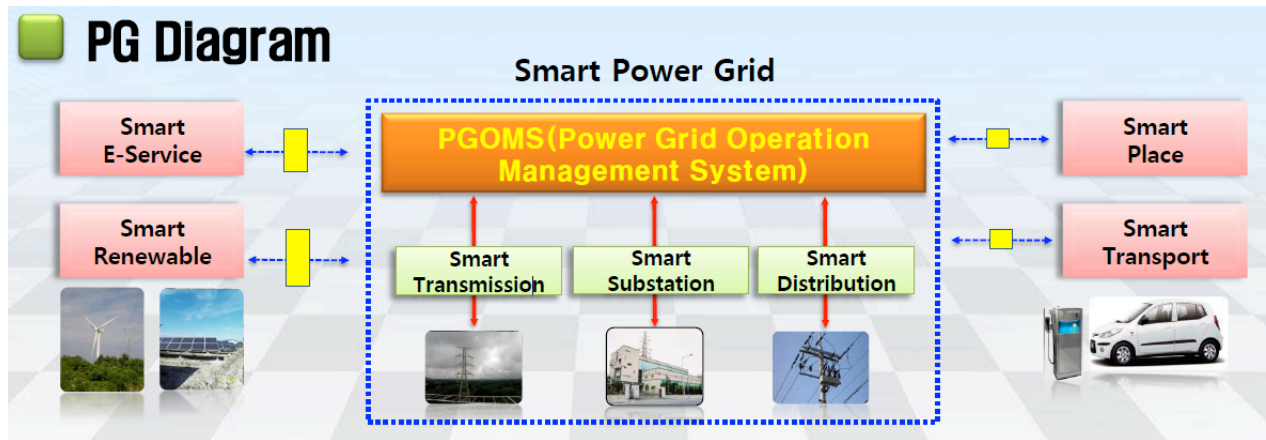 PG Diagram
Smart Power Grid
Smart
E-Service
PGOMS(Power Grid Operation
Management System)
Smart
Place
Smart
Renewable
Smart
Transmission
Smart
Substation
Smart
Distribution
Smart
Transport